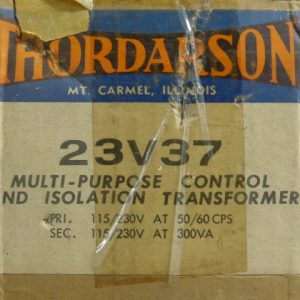 THORDARSON
MT. CARMEL, ILLINOIS
23V37
MULTI-PURPOSE CONTROL
ND ISOLATION TRANSFORMER
PRI. 115/230V AT 50/60 CPS
SEC. 115/230V AT 300VA